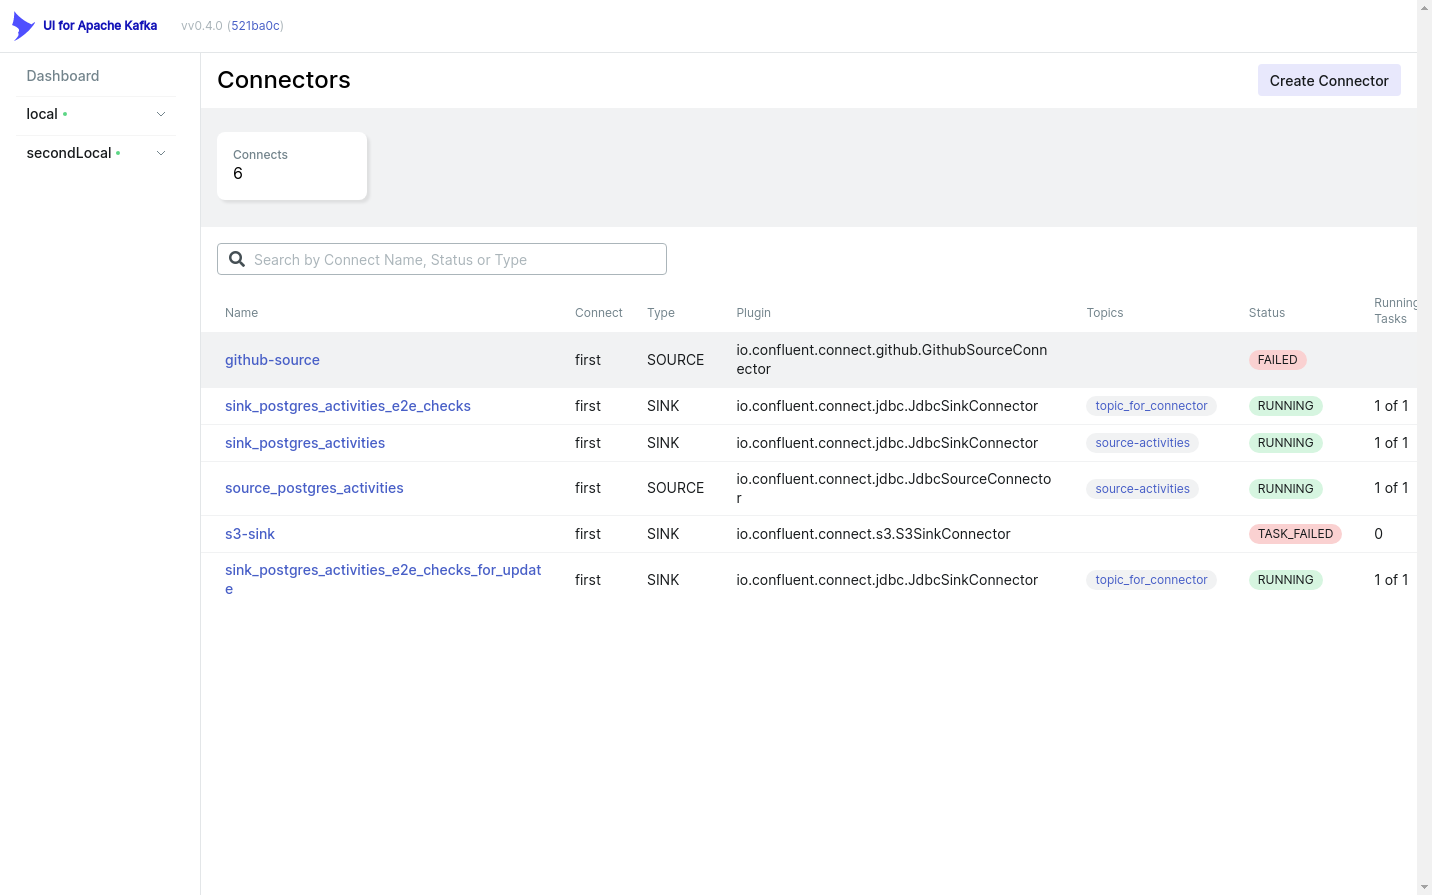 UI for Apache Kafka
vv0.4.0 (521ba0c)
Dashboard
local
secondLocal
Connectors
Create Connector
Connects
6
Search by Connect Name, Status or Type
Name Connect Type Plugin Topics Status Running Tasks
github-source first SOURCE io.confluent.connect.github.GithubSourceConn
ector
FAILED
sink_postgres_activities_e2e_checks first SINK io.confluent.connect.jdbc.JdbcSinkConnector topic_for_connector RUNNING 1 of 1
sink_postgres_activities first SINK io.confluent.connect.jdbc.JdbcSinkConnector source-activities RUNNING 1 of 1
source_postgres_activities first SOURCE io.confluent.connect.jdbc.JdbcSourceConnecto
r
source-activities RUNNING 1 of 1
s3-sink first SINK io.confluent.connect.s3.S3SinkConnector TASK_FAILED 0
sink_postgres_activities_e2e_checks_for_updat
e
first SINK io.confluent.connect.jdbc.JdbcSinkConnector topic_for_connector RUNNING 1 of 1